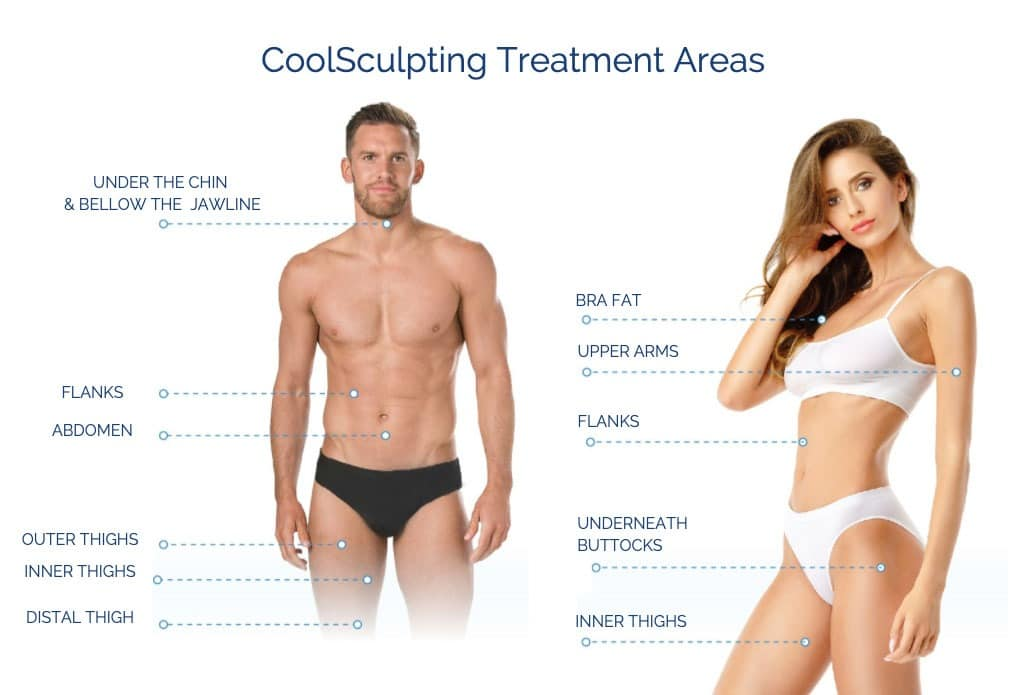 CoolSculpting Treatment Areas
UNDER THE CHIN
& BELLOW THE JAWLINE
FLANKS
ABDOMEN
OUTER THIGHS
INNER THIGHS
DISTAL THIGH
BRA FAT
UPPER ARMS
FLANKS
UNDERNEATH
BUTTOCKS
INNER THIGHS